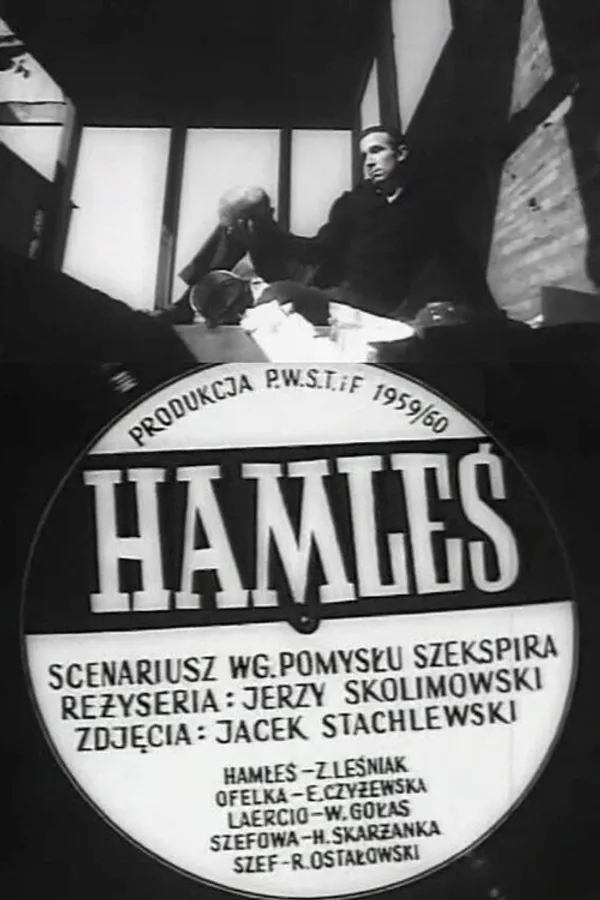 PRODUKCJA P.W.S.T.iF 1959/60
HAMLEŚ
SCENARIUSZ WG. POMYSŁU SZEKSPIRA
REŻYSERIA: JERZY SKOLIMOWSKI
ZDJĘCIA: JACEK STACHLEWSKI
HAMŁEŚ - Z. LEŚNIAK
OFELKA - E. CZYŻEWSKA
LAERCIO - W. GOŁAS
SZEFOWA - H. SKARŻANKA
SZEF - R. OSTAŁOWSKI